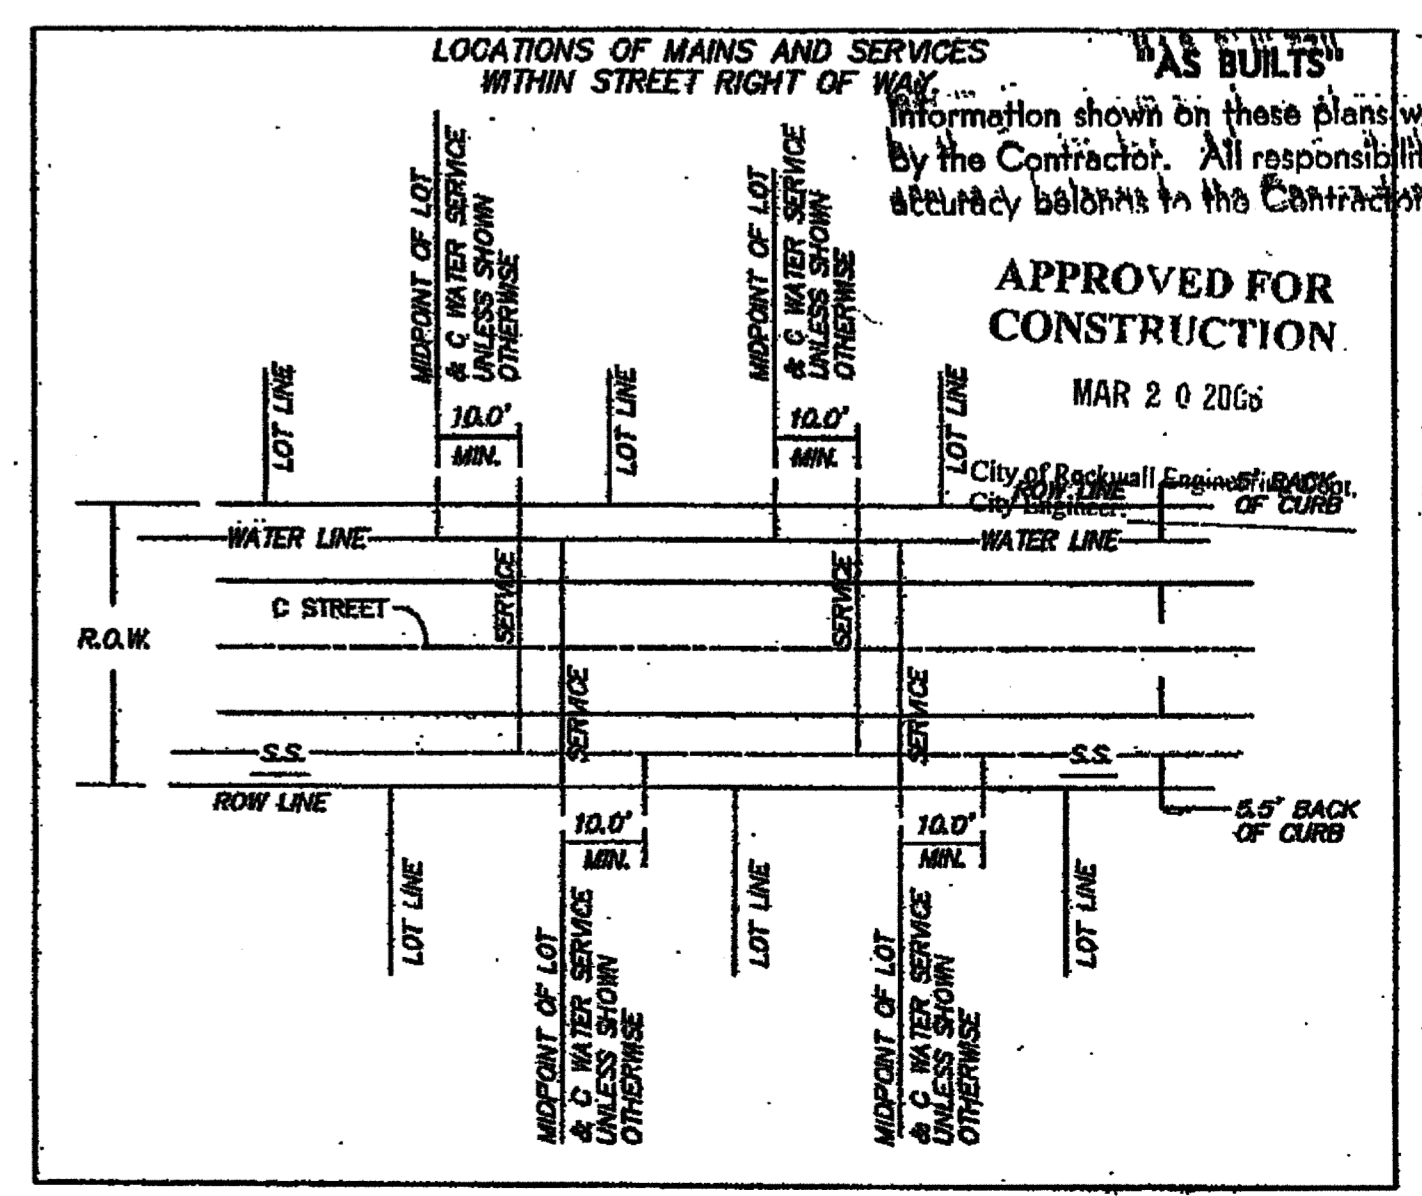 LOCATIONS OF MAINS AND SERVICES
WITHIN STREET RIGHT OF WAY.
"AS BUILTS"
Information shown on these plans w
by the Contractor. All responsibilit
accuracy belongs to the Contractor
APPROVED FOR
CONSTRUCTION
MAR 20 2006
City of Rockwall Engineering
City Engineer
ROW LINE
5' BACK
OF CURB
MIDPOINT OF LOT
& C WATER SERVICE
UNLESS SHOWN
OTHERWISE
MIDPOINT OF LOT
& C WATER SERVICE
UNLESS SHOWN
OTHERWISE
LOT LINE
10.0'
MIN.
LOT LINE
10.0'
MIN.
LOT LINE
WATER LINE
WATER LINE
SERVICE
SERVICE
C STREET
R.O.W.
SERVICE
SERVICE
S.S.
S.S.
ROW LINE
5.5' BACK
OF CURB
10.0'
MIN.
10.0'
MIN.
LOT LINE
LOT LINE
LOT LINE
MIDPOINT OF LOT
& C WATER SERVICE
UNLESS SHOWN
OTHERWISE
MIDPOINT OF LOT
& C WATER SERVICE
UNLESS SHOWN
OTHERWISE